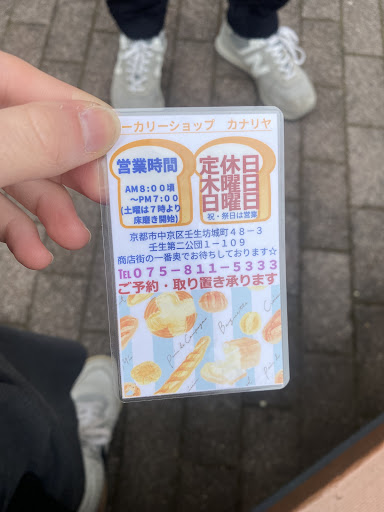 ーカリーショップ カナリヤ
営業時間
AM8:00頃
～PM7:00
(土曜は7時より
床磨き開始)
定休日
木曜日
日曜日
祝・祭日は営業
京都市中京区壬生坊城町48-3
壬生第二公団1-109
商店街の一番奥でお待ちしております☆
TEL075-811-5333
ご予約・取り置き承ります
Pain de Campagne
Baguette